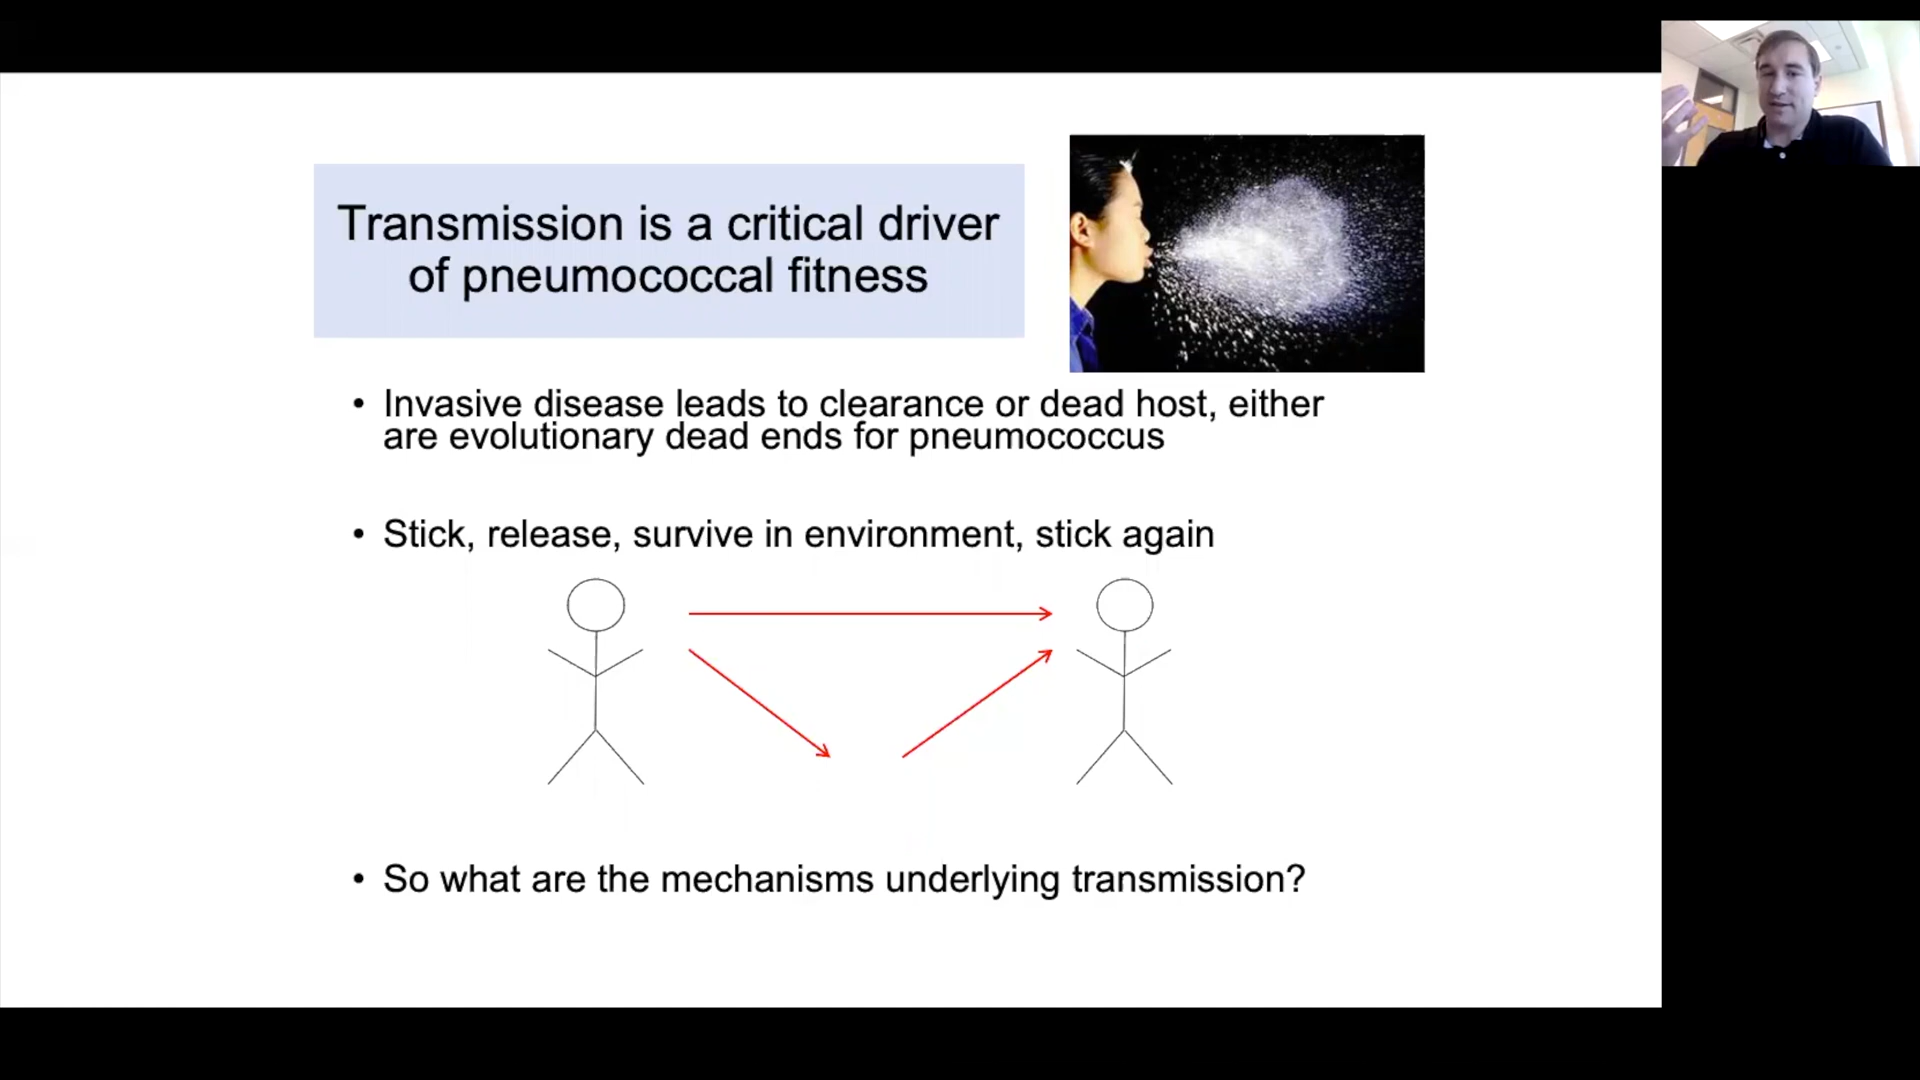 Transmission is a critical driver
of pneumococcal fitness
• Invasive disease leads to clearance or dead host, either
are evolutionary dead ends for pneumococcus
• Stick, release, survive in environment, stick again
• So what are the mechanisms underlying transmission?